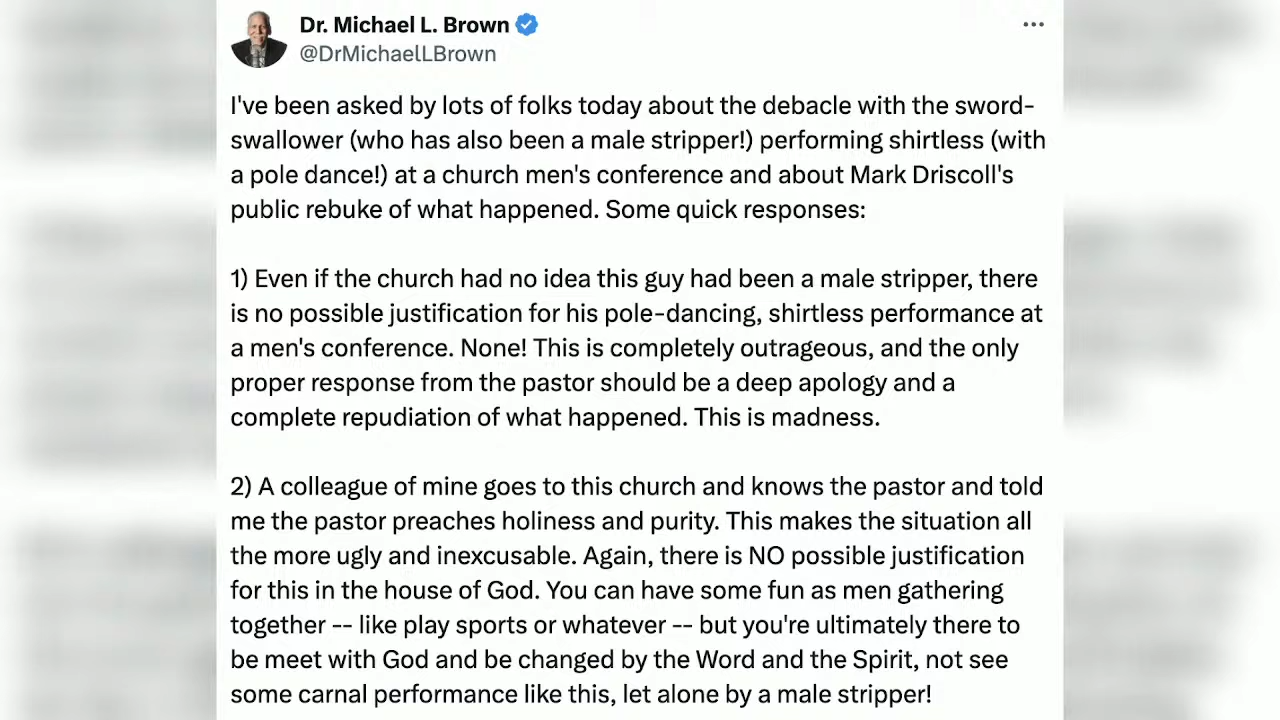 Dr. Michael L. Brown
@DrMichaelLBrown
I've been asked by lots of folks today about the debacle with the sword-
swallower (who has also been a male stripper!) performing shirtless (with
a pole dance!) at a church men's conference and about Mark Driscoll's
public rebuke of what happened. Some quick responses:
1) Even if the church had no idea this guy had been a male stripper, there
is no possible justification for his pole-dancing, shirtless performance at
a men's conference. None! This is completely outrageous, and the only
proper response from the pastor should be a deep apology and a
complete repudiation of what happened. This is madness.
2) A colleague of mine goes to this church and knows the pastor and told
me the pastor preaches holiness and purity. This makes the situation all
the more ugly and inexcusable. Again, there is NO possible justification
for this in the house of God. You can have some fun as men gathering
together -- like play sports or whatever -- but you're ultimately there to
be meet with God and be changed by the Word and the Spirit, not see
some carnal performance like this, let alone by a male stripper!